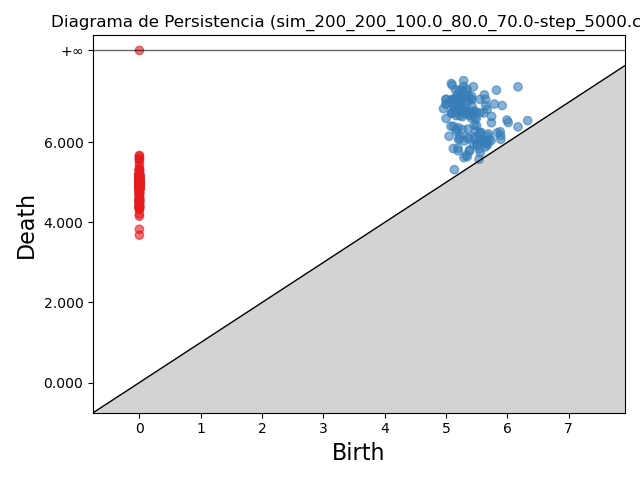 Diagrama de Persistencia (sim_200_200_100.0_80.0_70.0-step_5000.c
+∞
6.000
4.000
2.000
0.000
Death
0 1 2 3 4 5 6 7
Birth